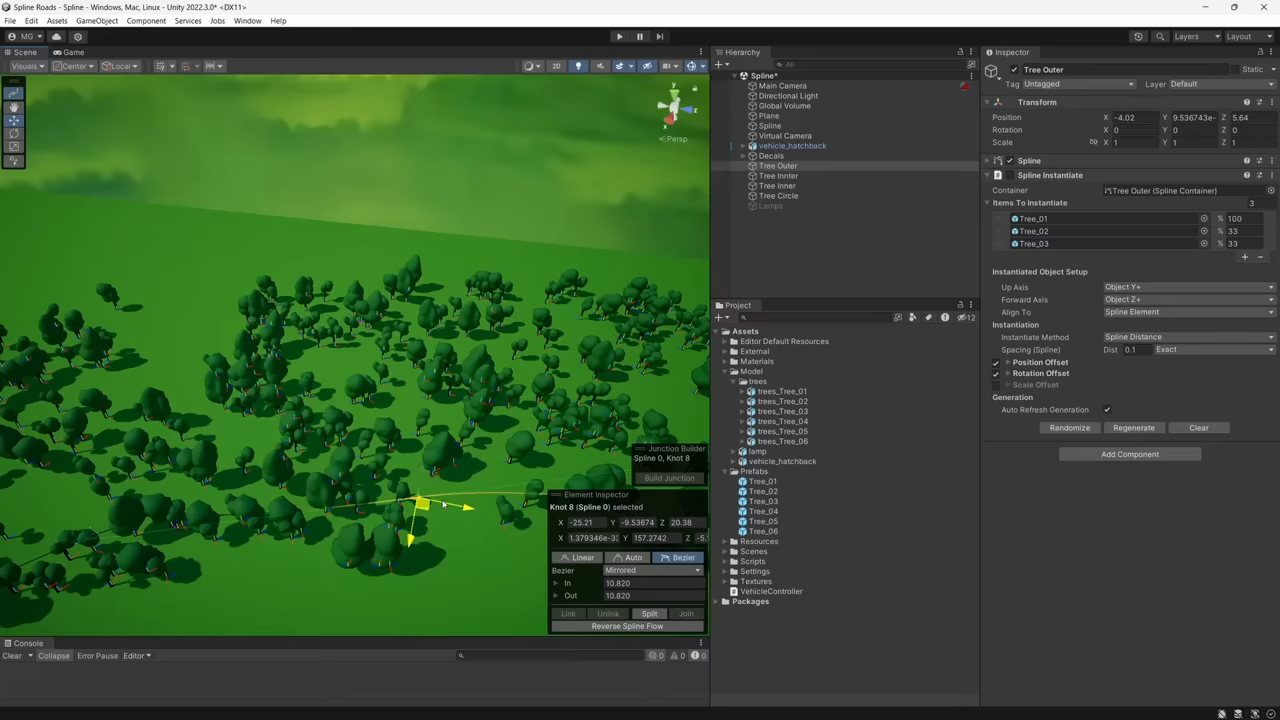 Spline Roads - Spline - Windows, Mac, Linux - Unity 2022.3.0* <DX11>
File Edit Assets GameObject Component Services Jobs Window Help
MG Layers Layout
Scene Game
Visuals Center Local 2D
y
z
x
Persp
Junction Builder
Spline 0, Knot 8
Build Junction
Element Inspector
Knot 8 (Spline 0) selected
X -25.21 Y -9.53674 Z 20.38
X 1.379346e-3 Y 157.2742 Z -5.
Linear Auto Bezier
Bezier Mirrored
In 10.820
Out 10.820
Link Unlink Split Join
Reverse Spline Flow
Console
Clear Collapse Error Pause Editor 0 0 0
Hierarchy
All
Spline*
Main Camera
Directional Light
Global Volume
Plane
Spline
Virtual Camera
vehicle_hatchback
Decals
Tree Outer
Tree Innter
Tree Inner
Tree Circle
Lamps
Project
12
Assets
Editor Default Resources
External
Materials
Model
trees
trees_Tree_01
trees_Tree_02
trees_Tree_03
trees_Tree_04
trees_Tree_05
trees_Tree_06
lamp
vehicle_hatchback
Prefabs
Tree_01
Tree_02
Tree_03
Tree_04
Tree_05
Tree_06
Resources
Scenes
Scripts
Settings
Textures
VehicleController
Packages
Inspector
Tree Outer Static
Tag Untagged Layer Default
Transform
Position X -4.02 Y 9.536743e- Z 5.64
Rotation X 0 Y 0 Z 0
Scale X 1 Y 1 Z 1
Spline
Spline Instantiate
Container Tree Outer (Spline Container)
Items To Instantiate 3
Tree_01 % 100
Tree_02 % 33
Tree_03 % 33
Instantiated Object Setup
Up Axis Object Y+
Forward Axis Object Z+
Align To Spline Element
Instantiation
Instantiate Method Spline Distance
Spacing (Spline) Dist 0.1 Exact
Position Offset
Rotation Offset
Scale Offset
Generation
Auto Refresh Generation
Randomize Regenerate Clear
Add Component